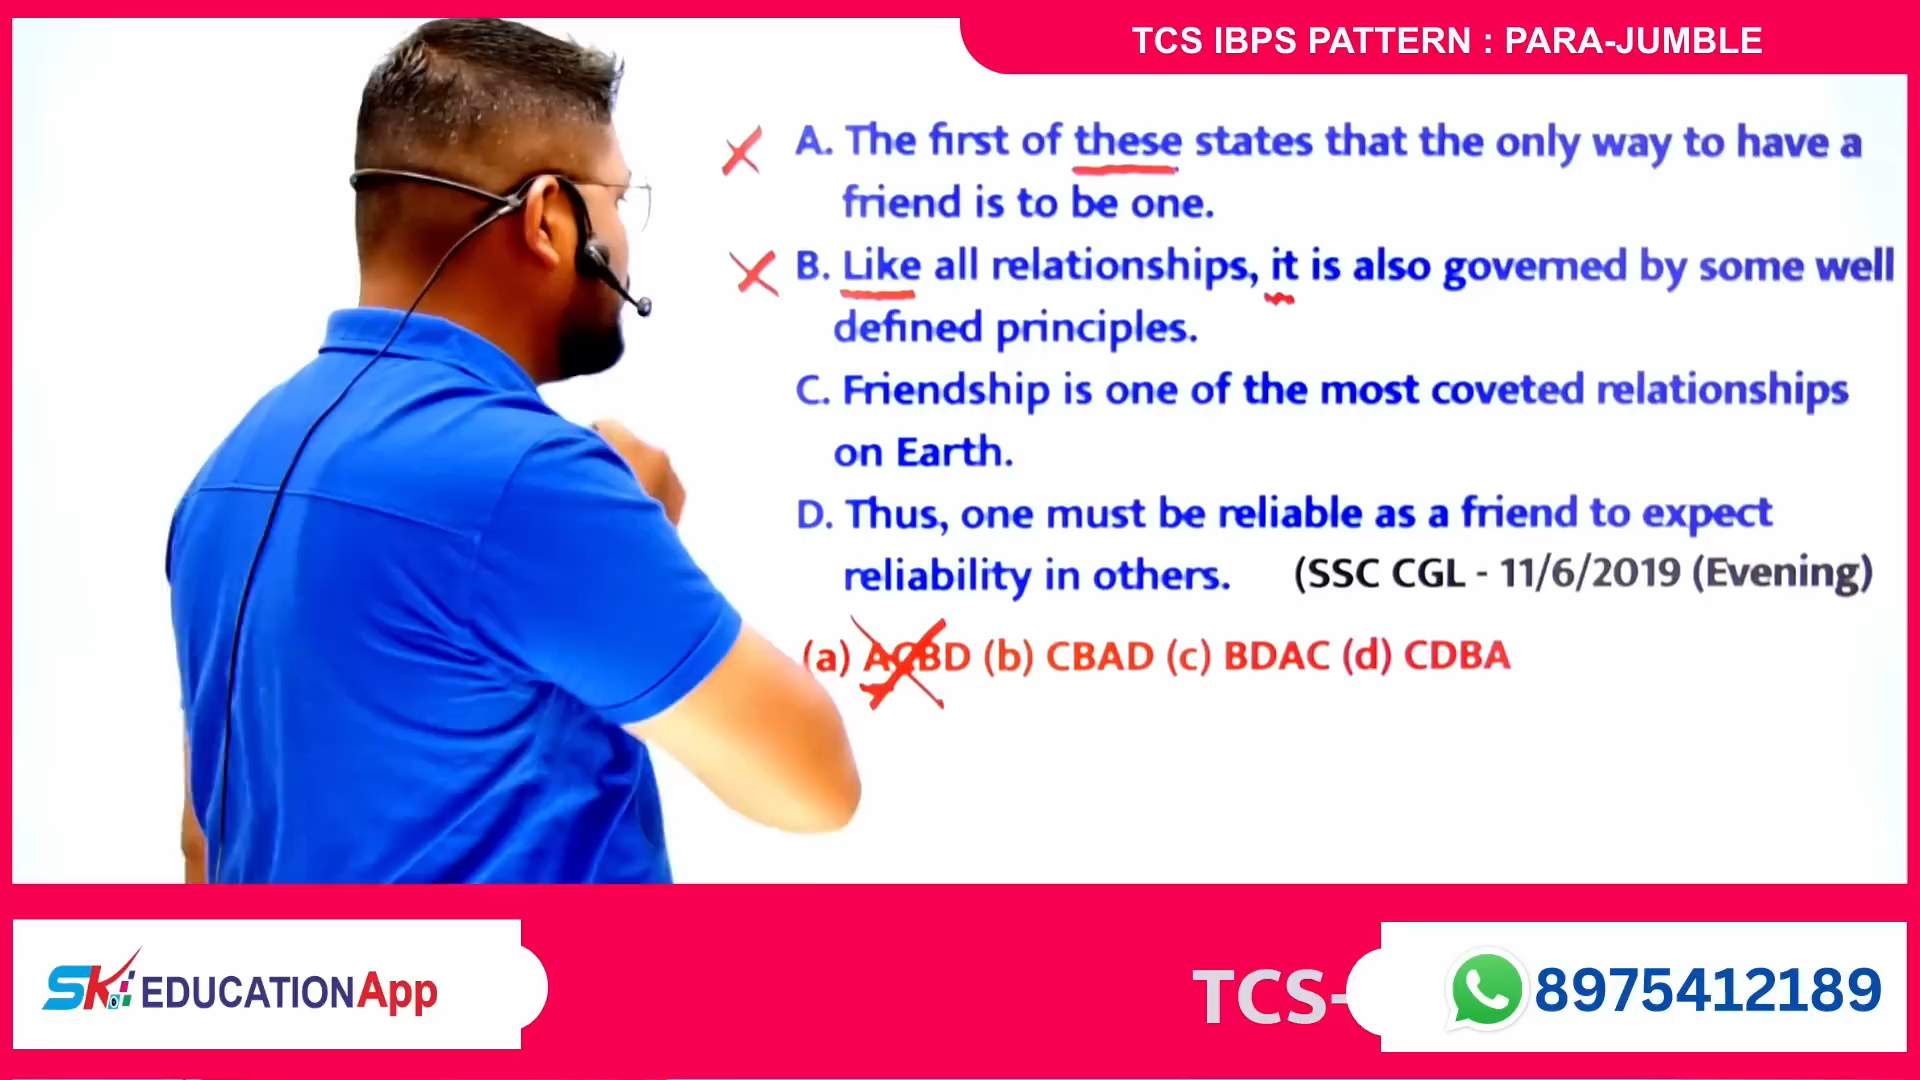 TCS IBPS PATTERN : PARA-JUMBLE
A. The first of these states that the only way to have a
friend is to be one.
B. Like all relationships, it is also governed by some well
defined principles.
C. Friendship is one of the most coveted relationships
on Earth.
D. Thus, one must be reliable as a friend to expect
reliability in others. (SSC CGL - 11/6/2019 (Evening)
(a) ACBD (b) CBAD (c) BDAC (d) CDBA
SK EDUCATION App
TCS-
8975412189